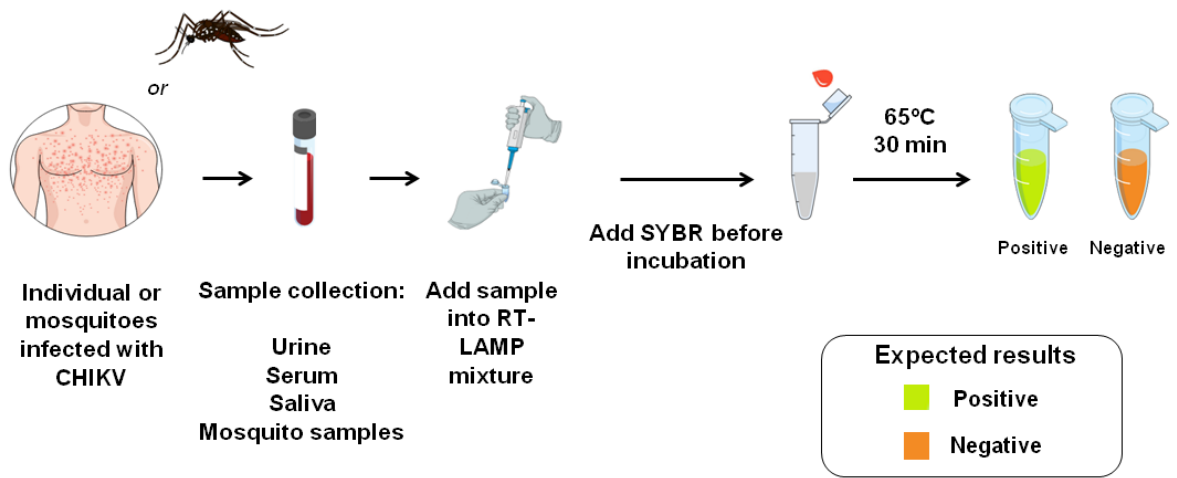 or
Individual or
mosquitoes
infected with
CHIKV
Sample collection:
Urine
Serum
Saliva
Mosquito samples
Add sample
into RT-
LAMP
mixture
Add SYBR before
incubation
65ºC
30 min
Positive
Negative
Expected results
Positive
Negative